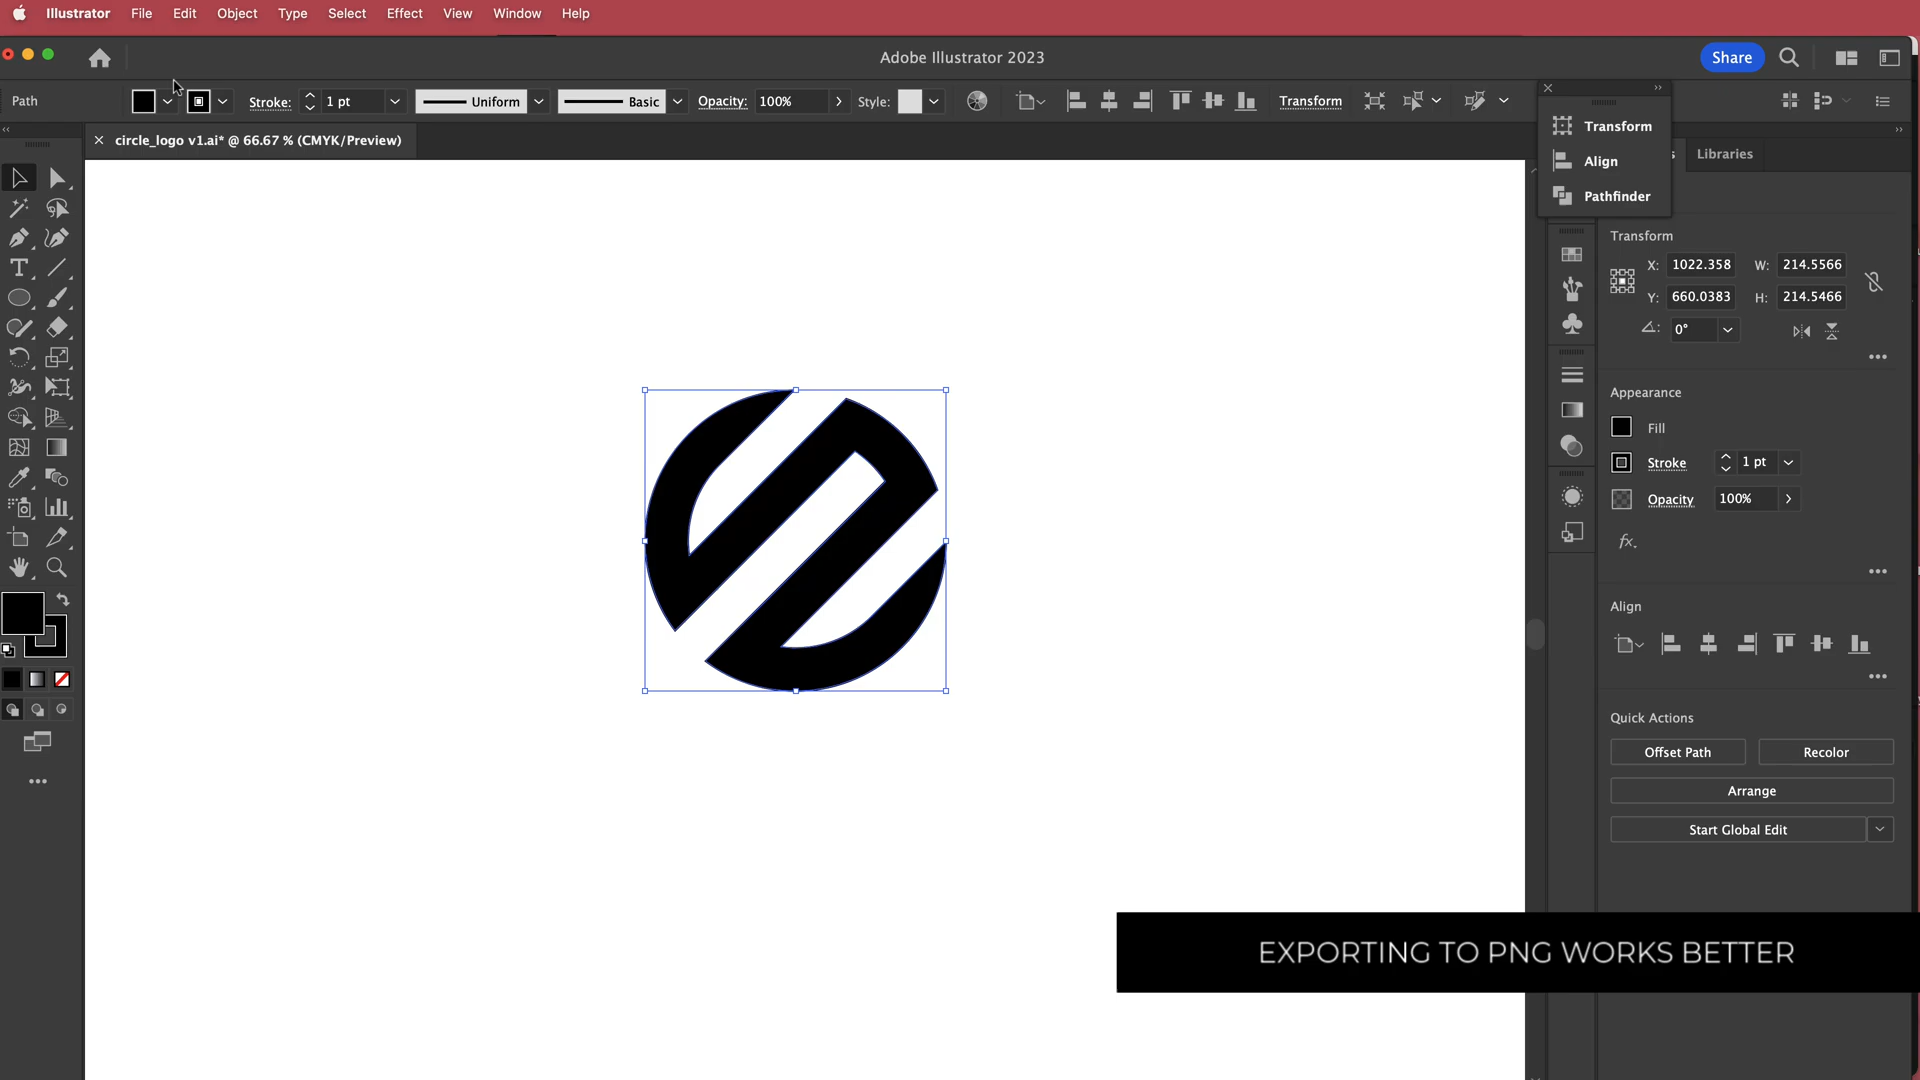 Illustrator File Edit Object Type Select Effect View Window Help
Adobe Illustrator 2023
Share
Path
Stroke: 1 pt Uniform Basic Opacity: 100% Style: Transform
circle_logo v1.ai* @ 66.67 % (CMYK/Preview)
Transform
Align
Pathfinder
s Libraries
Transform
X: 1022.358 W: 214.5566
Y: 660.0383 H: 214.5466
0°
Appearance
Fill
Stroke 1 pt
Opacity 100%
fx.
Align
Quick Actions
Offset Path Recolor
Arrange
Start Global Edit
EXPORTING TO PNG WORKS BETTER